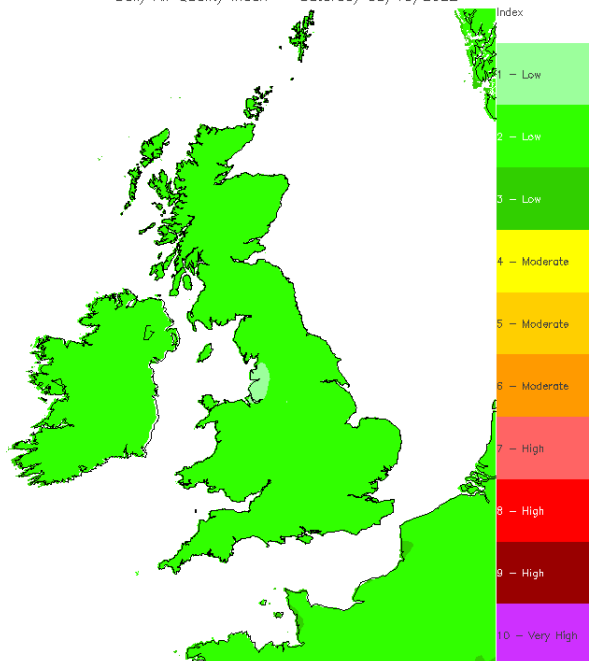 Index
1 - Low
2 - Low
3 - Low
4 - Moderate
5 - Moderate
6 - Moderate
7 - High
8 - High
9 - High
10 - Very High